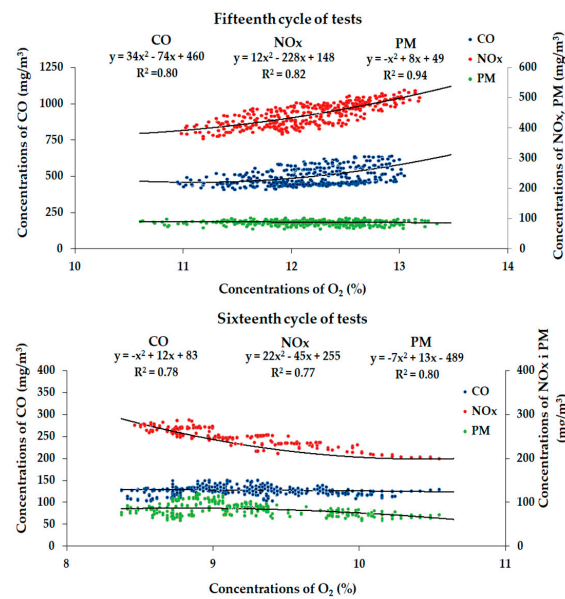 Fifteenth cycle of tests
CO NOx PM
y = 34x² - 74x + 460 y = 12x² - 228x + 148 y = -x² + 8x + 49
R² = 0.80 R² = 0.82 R² = 0.94
CO
NOx
PM
Concentrations of CO (mg/m³)
1250
1000
750
500
250
0
600
500
400
300
200
100
0
Concentrations of NOx, PM (mg/m³)
10 11 12 13 14
Concentrations of O₂ (%)
Sixteenth cycle of tests
CO NOx PM
y = -x² + 12x + 83 y = 22x² - 45x + 255 y = -7x² + 13x - 489
R² = 0.78 R² = 0.77 R² = 0.80
CO
NOx
PM
Concentrations of CO (mg/m³)
400
350
300
250
200
150
100
50
0
400
300
200
100
0
Concentrations of NOx i PM
(mg/m³)
8 9 10 11
Concentrations of O₂ (%)